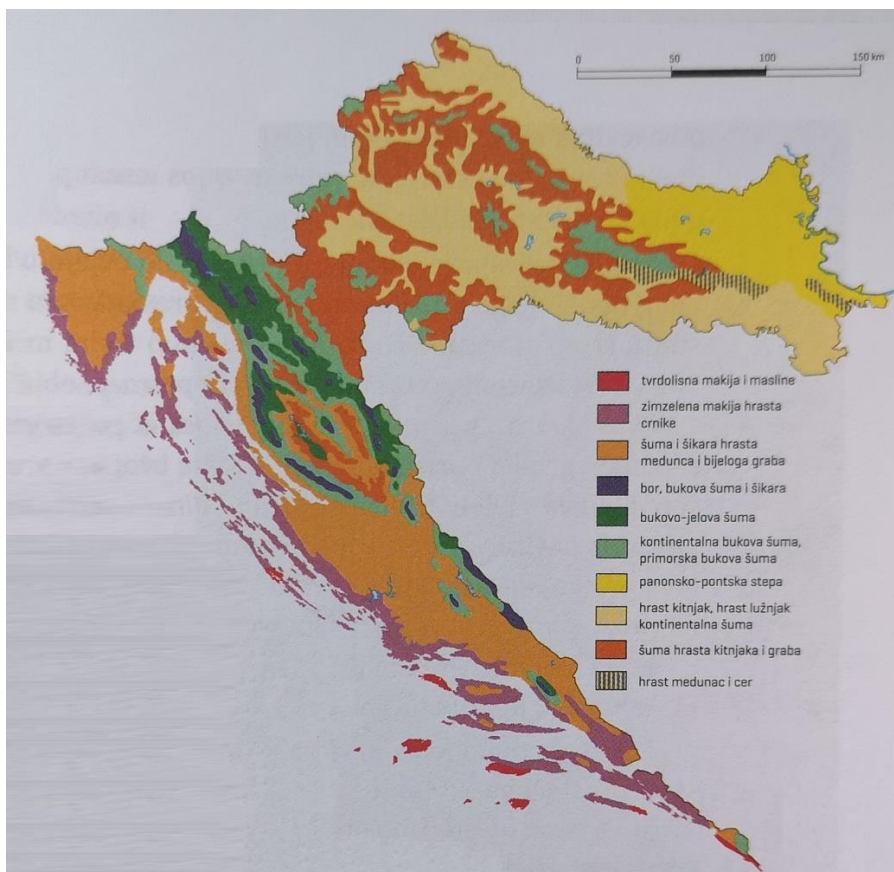 0 50 100 150 km
tvrdolisna makija i masline
zimzelena makija hrasta
crnike
šuma i šikara hrasta
medunca i bijeloga graba
bor, bukova šuma i šikara
bukovo-jelova šuma
kontinentalna bukova šuma,
primorska bukova šuma
panonsko-pontska stepa
hrast kitnjak, hrast lužnjak
kontinentalna šuma
šuma hrasta kitnjaka i graba
hrast medunac i cer